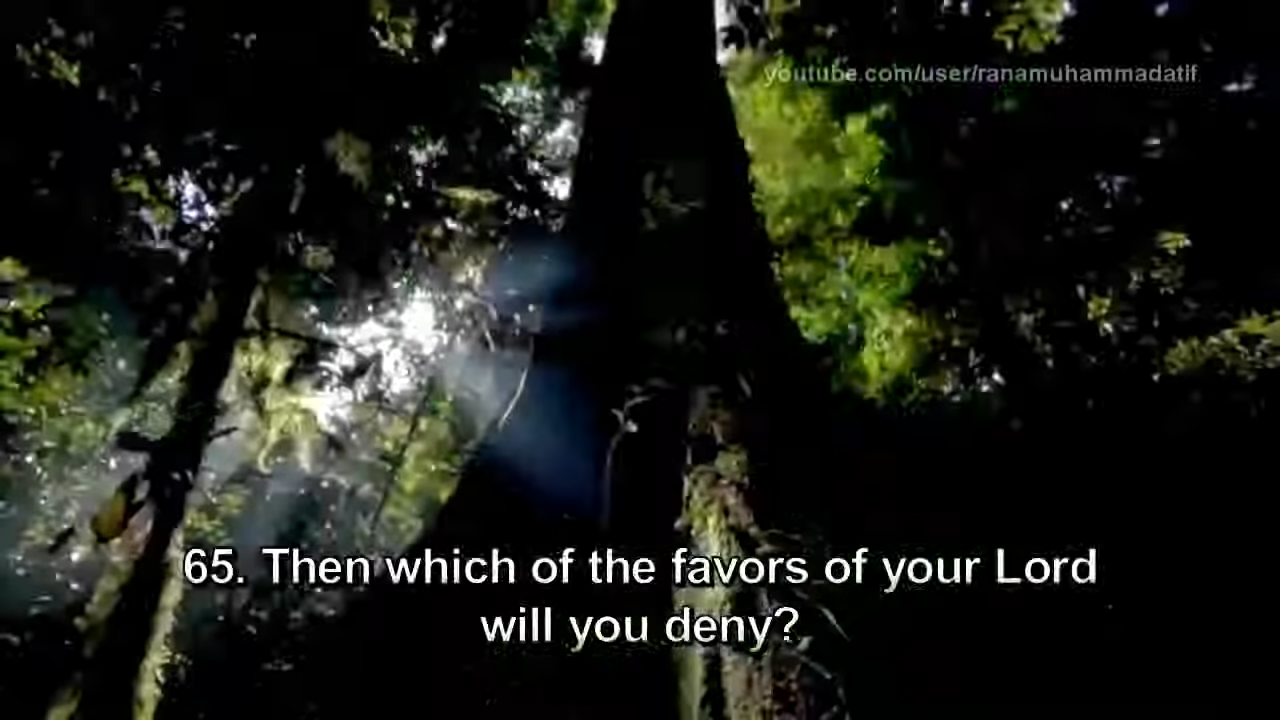 youtube.com/user/ranamuhammadatif
65. Then which of the favors of your Lord
will you deny?